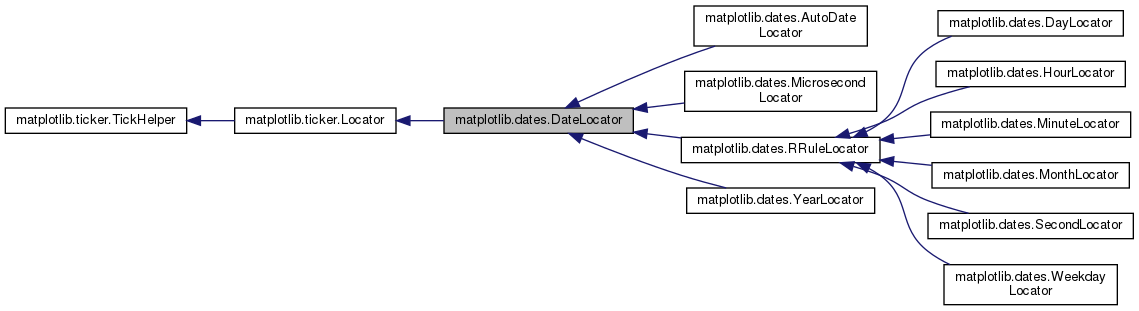 matplotlib.ticker.TickHelper
matplotlib.ticker.Locator
matplotlib.dates.DateLocator
matplotlib.dates.AutoDate
Locator
matplotlib.dates.Microsecond
Locator
matplotlib.dates.RRuleLocator
matplotlib.dates.YearLocator
matplotlib.dates.DayLocator
matplotlib.dates.HourLocator
matplotlib.dates.MinuteLocator
matplotlib.dates.MonthLocator
matplotlib.dates.SecondLocator
matplotlib.dates.Weekday
Locator